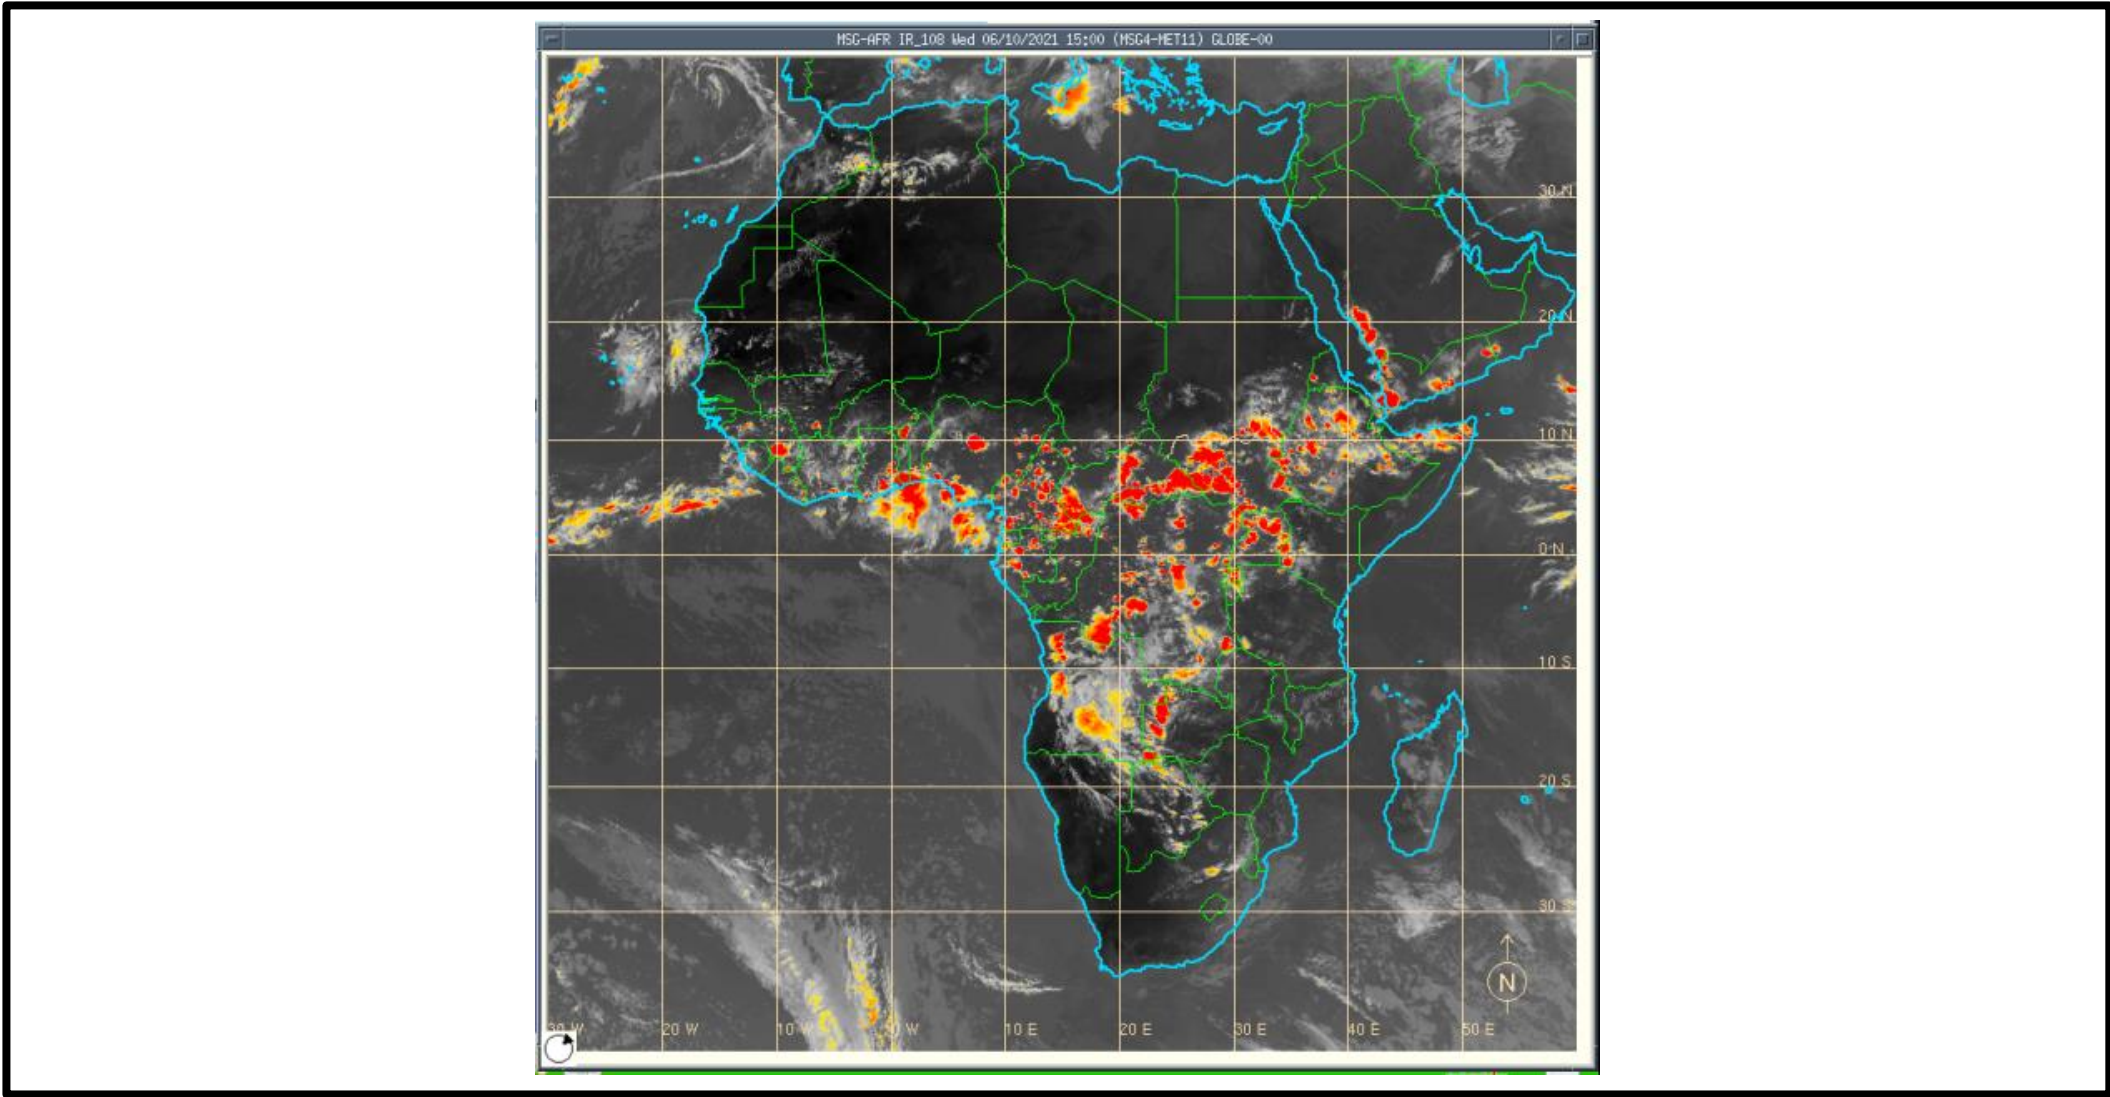 MSG-AFR IR_108 Wed 06/10/2021 15:00 (MSG4-MET11) GLOBE-00
30 N
20 N
10 N
0 N
10 S
20 S
30 S
N
30 W
20 W
10 W
0 W
10 E
20 E
30 E
40 E
50 E